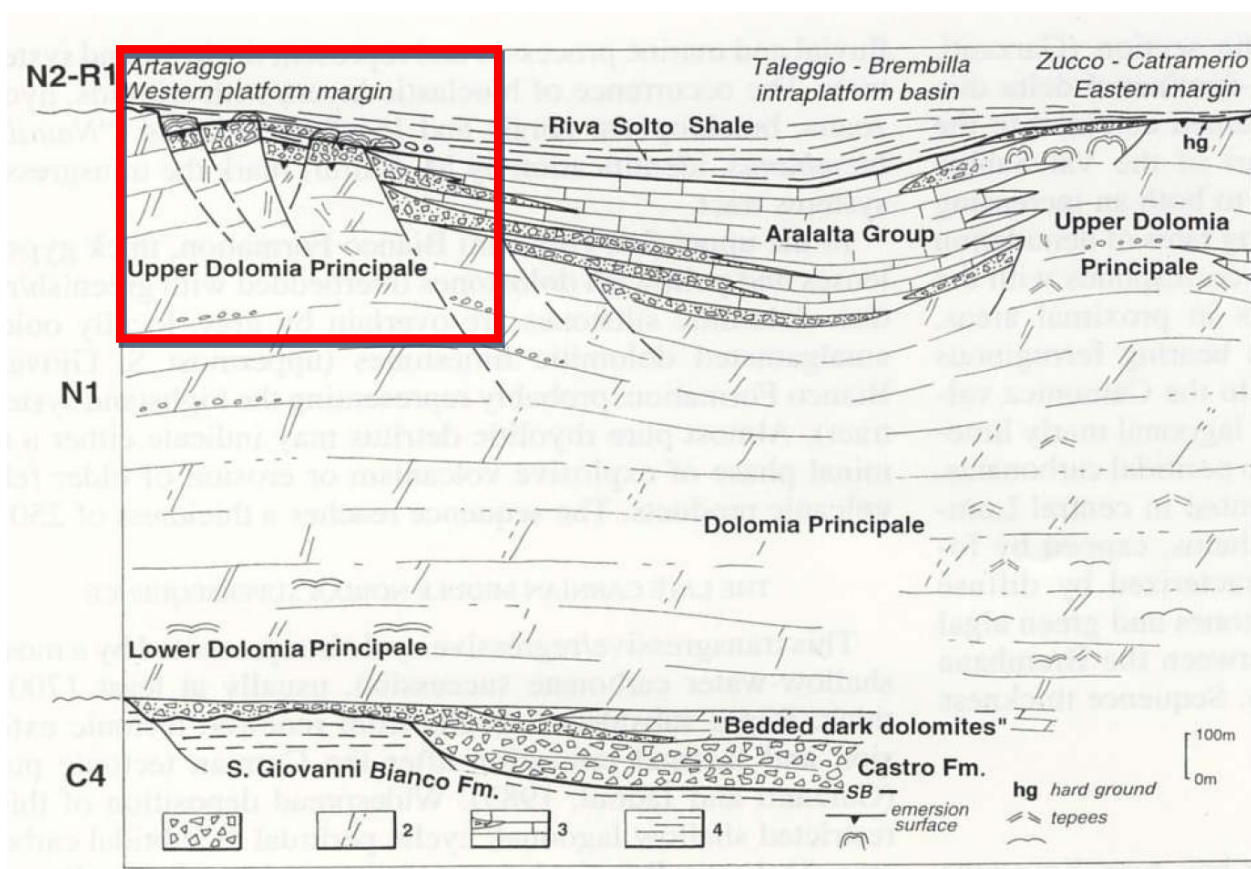 N2-R1
Artavaggio
Western platform margin
Taleggio - Brembilla
intraplatform basin
Zucco - Catramerio
Eastern margin
Riva Solto Shale
hg
Aralalta Group
Upper Dolomia
Principale
Upper Dolomia Principale
N1
Dolomia Principale
Lower Dolomia Principale
"Bedded dark dolomites"
C4
S. Giovanni Bianco Fm.
Castro Fm.
100m
0m
SB
emersion
surface
hg hard ground
tepees
1
2
3
4